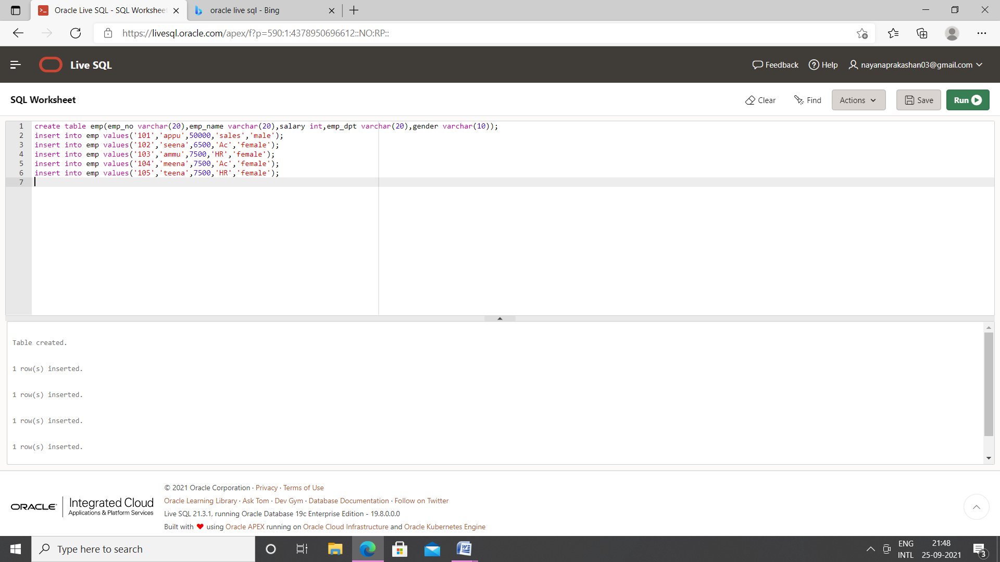 Oracle Live SQL - SQL Workshee
oracle live sql - Bing
https://livesql.oracle.com/apex/f?p=590:1:4378950696612::NO:RP::
Live SQL
Feedback
Help
nayanaprakashan03@gmail.com
SQL Worksheet
Clear
Find
Actions
Save
Run
1 create table emp(emp_no varchar(20),emp_name varchar(20),salary int,emp_dpt varchar(20),gender varchar(10));
2 insert into emp values('101','appu',50000,'sales','male');
3 insert into emp values('102','seena',6500,'Ac','female');
4 insert into emp values('103','ammu',7500,'HR','female');
5 insert into emp values('104','meena',7500,'Ac','female');
6 insert into emp values('105','teena',7500,'HR','female');
7
Table created.
1 row(s) inserted.
1 row(s) inserted.
1 row(s) inserted.
1 row(s) inserted.
ORACLE
Integrated Cloud
Applications & Platform Services
© 2021 Oracle Corporation · Privacy · Terms of Use
Oracle Learning Library · Ask Tom · Dev Gym · Database Documentation · Follow on Twitter
Live SQL 21.3.1, running Oracle Database 19c Enterprise Edition - 19.8.0.0.0
Built with ❤ using Oracle APEX running on Oracle Cloud Infrastructure and Oracle Kubernetes Engine
Type here to search
ENG
INTL
21:48
25-09-2021
3